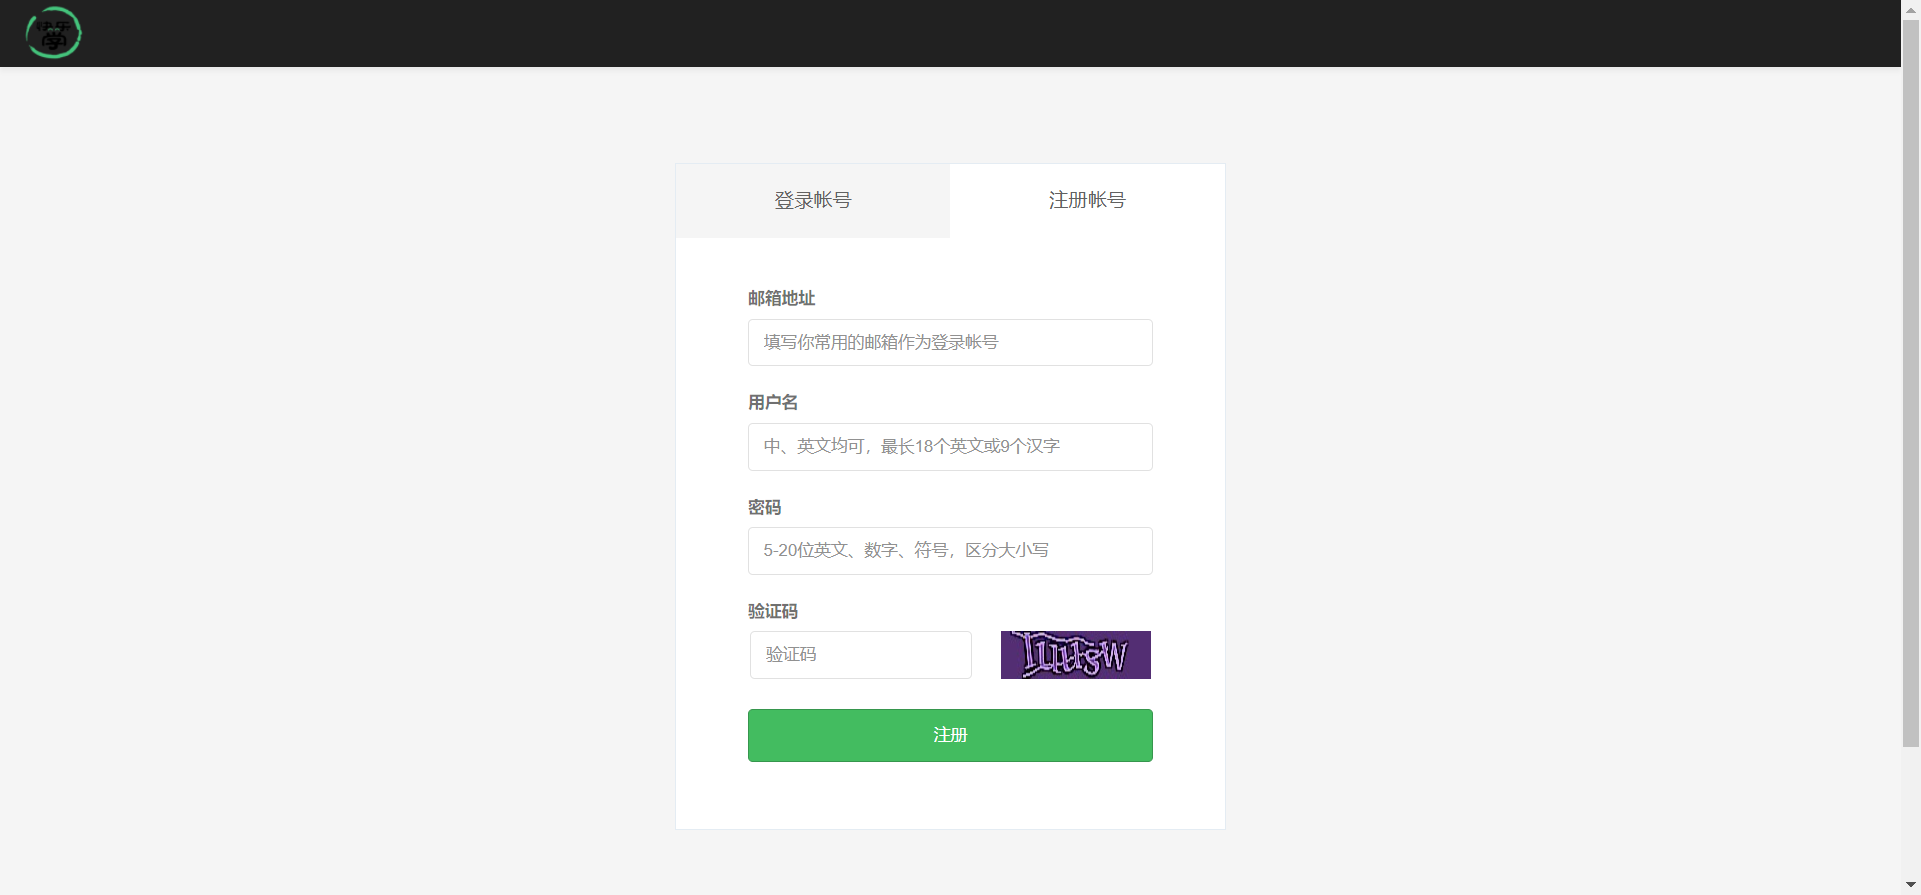 快乐
學
登录帐号
注册帐号
邮箱地址
填写你常用的邮箱作为登录帐号
用户名
中、英文均可，最长18个英文或9个汉字
密码
5-20位英文、数字、符号，区分大小写
验证码
验证码
注册